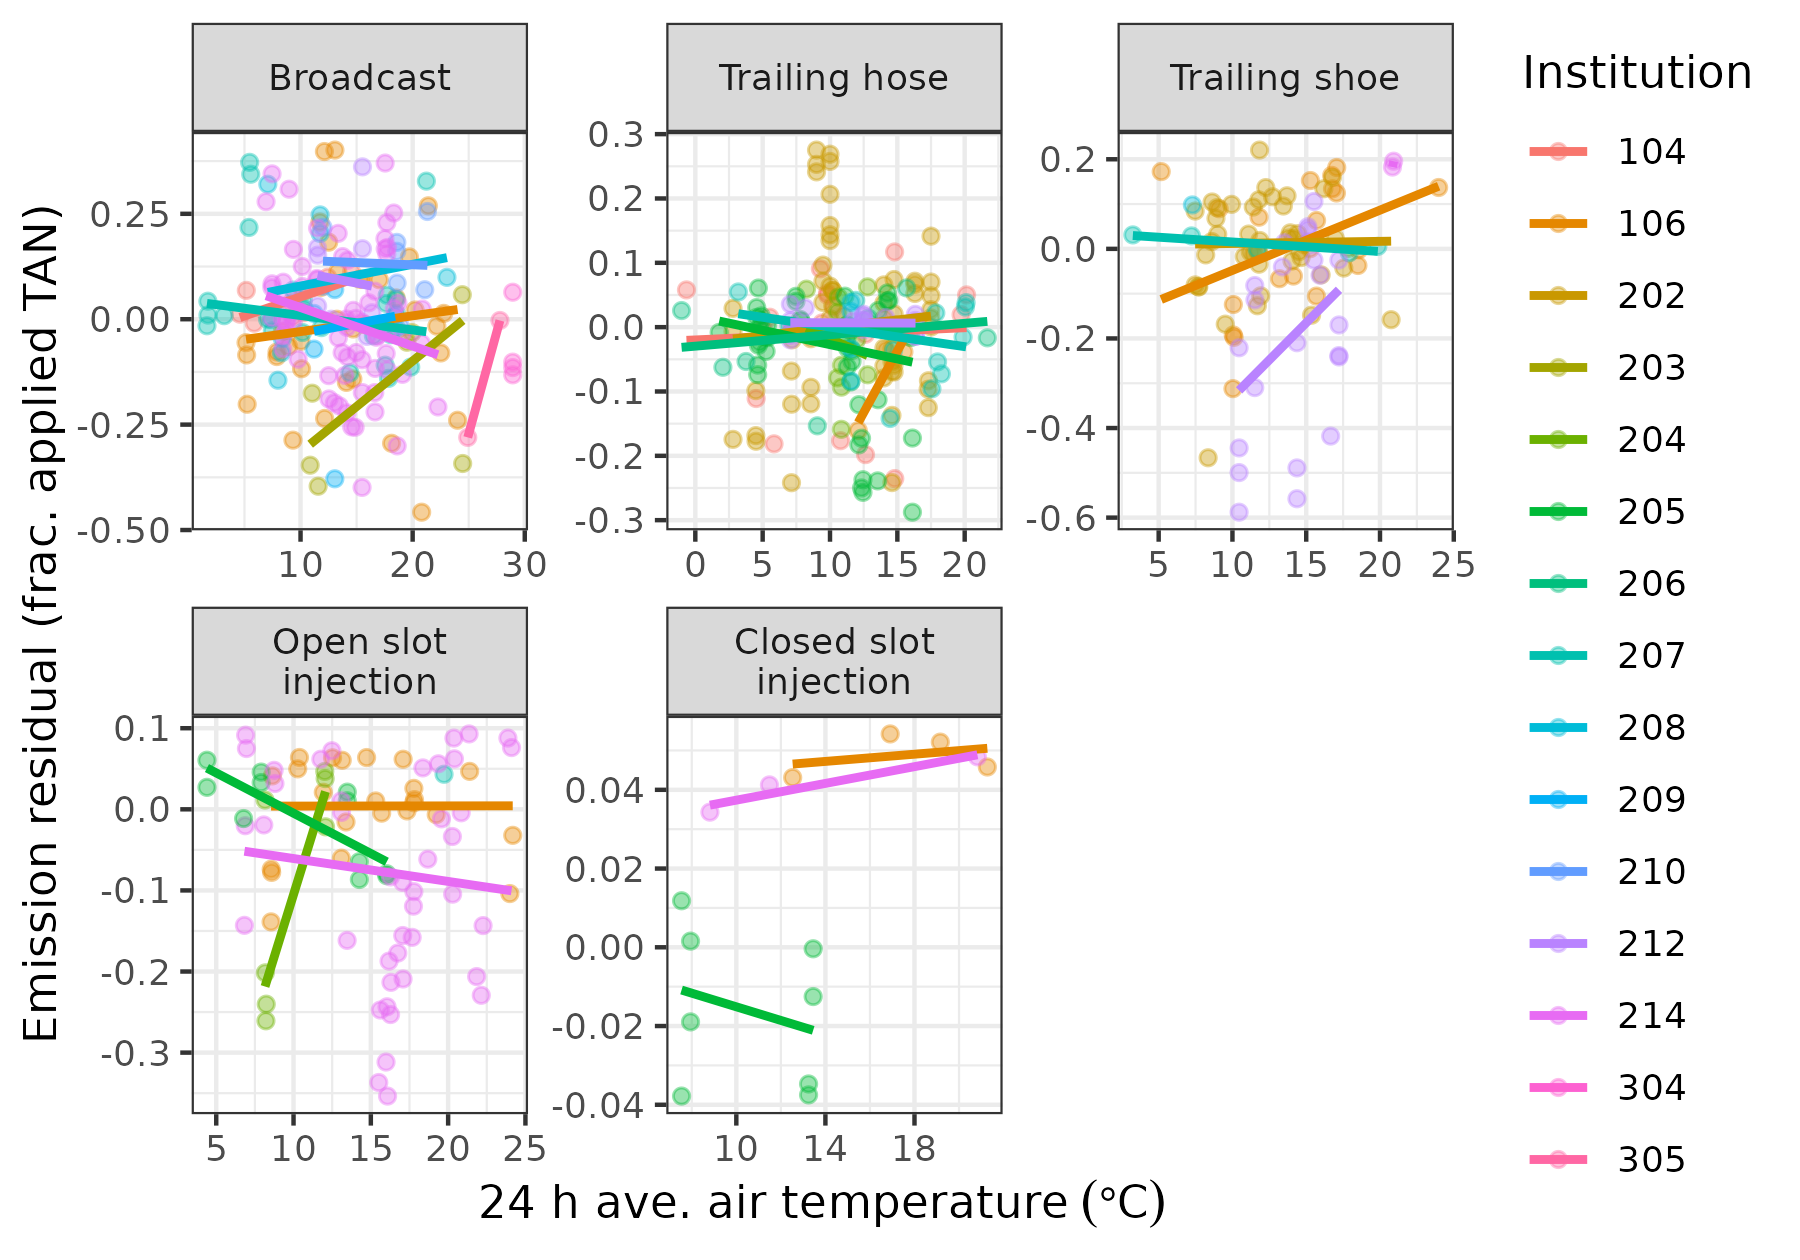 Broadcast
Trailing hose
Trailing shoe
Institution
104
106
202
203
204
205
206
207
208
209
210
212
214
304
305
Emission residual (frac. applied TAN)
0.25
0.00
-0.25
-0.50
10 20 30
0.3
0.2
0.1
0.0
-0.1
-0.2
-0.3
0 5 10 15 20
0.2
0.0
-0.2
-0.4
-0.6
5 10 15 20 25
Open slot
injection
Closed slot
injection
0.1
0.0
-0.1
-0.2
-0.3
5 10 15 20 25
0.04
0.02
0.00
-0.02
-0.04
10 14 18
24 h ave. air temperature (°C)